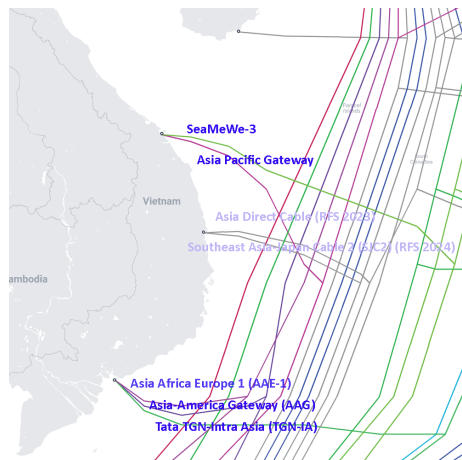 SeaMeWe-3
Asia Pacific Gateway
Vietnam
Asia Direct Cable (RFS 2023)
Southeast Asia-Japan Cable 2 (SJC2) (RFS 2024)
ambodia
Asia Africa Europe 1 (AAE-1)
Asia-America Gateway (AAG)
Tata TGN-Intra Asia (TGN-IA)